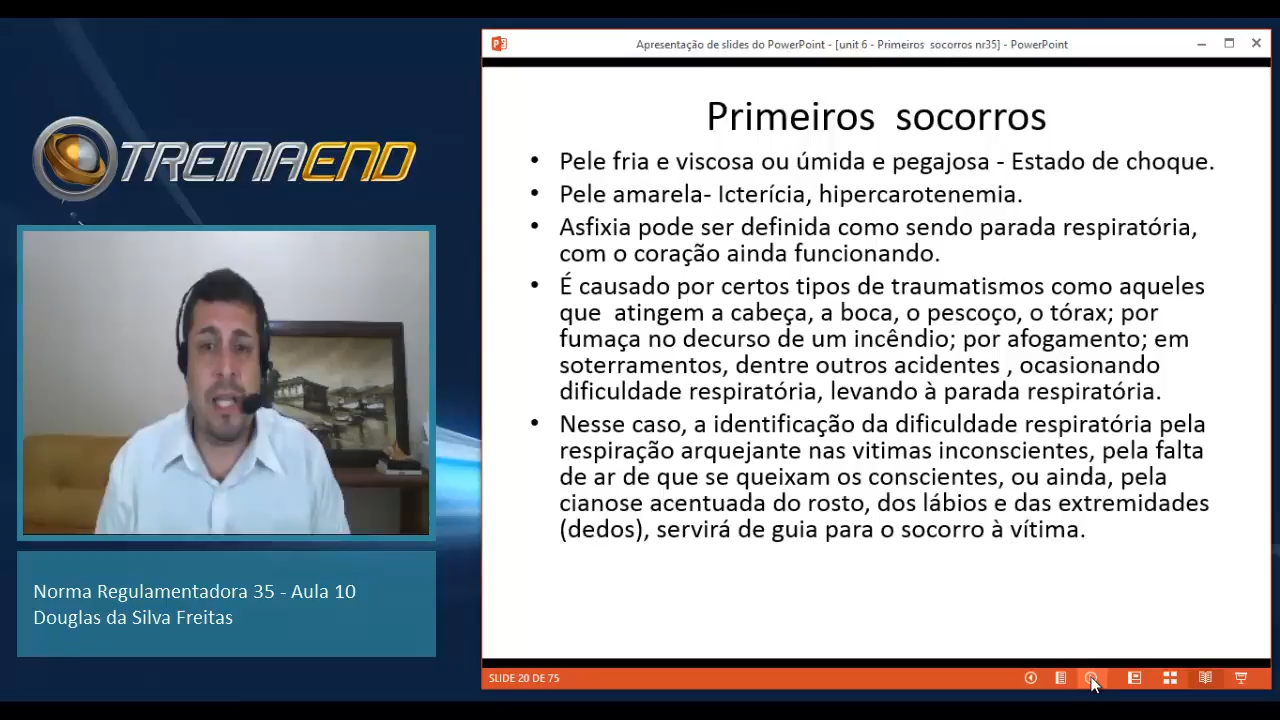 TREINAEND
Norma Regulamentadora 35 - Aula 10
Douglas da Silva Freitas
Apresentação de slides do PowerPoint - [unit 6 - Primeiros socorros nr35] - PowerPoint
Primeiros socorros
• Pele fria e viscosa ou úmida e pegajosa - Estado de choque.
• Pele amarela- Icterícia, hipercarotenemia.
• Asfixia pode ser definida como sendo parada respiratória,
com o coração ainda funcionando.
• É causado por certos tipos de traumatismos como aqueles
que atingem a cabeça, a boca, o pescoço, o tórax; por
fumaça no decurso de um incêndio; por afogamento; em
soterramentos, dentre outros acidentes , ocasionando
dificuldade respiratória, levando à parada respiratória.
• Nesse caso, a identificação da dificuldade respiratória pela
respiração arquejante nas vitimas inconscientes, pela falta
de ar de que se queixam os conscientes, ou ainda, pela
cianose acentuada do rosto, dos lábios e das extremidades
(dedos), servirá de guia para o socorro à vítima.
SLIDE 20 DE 75